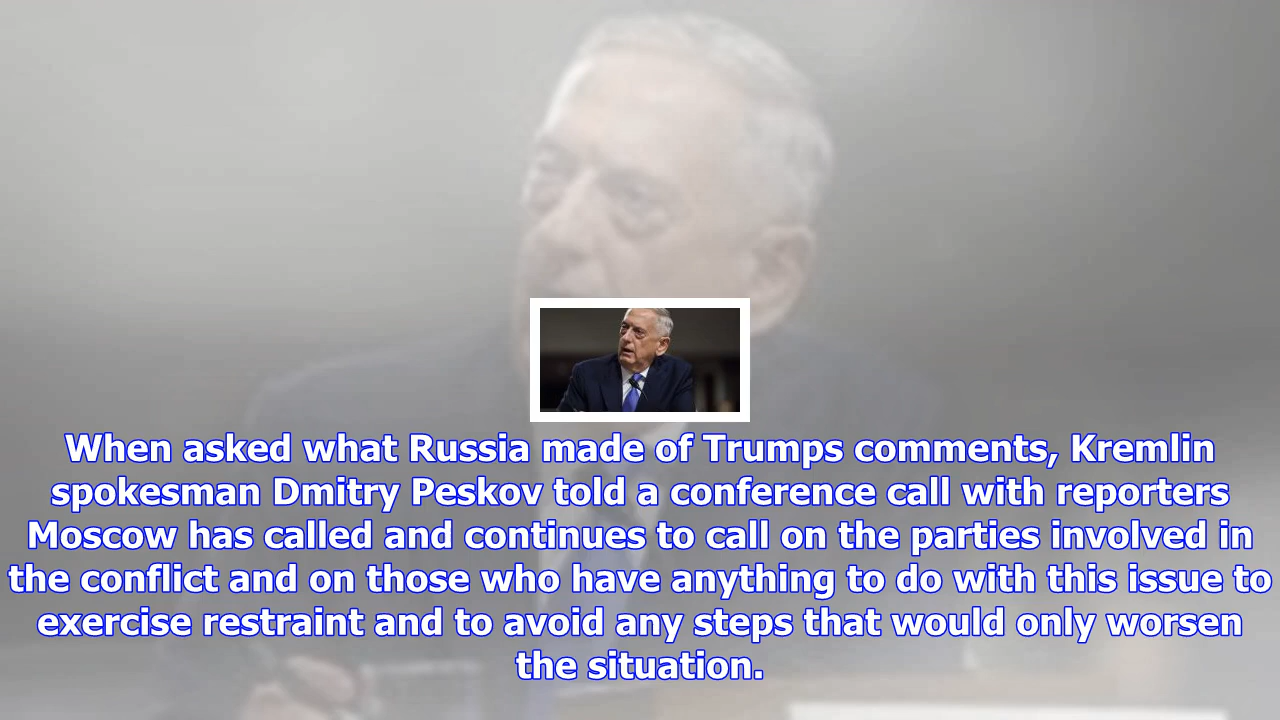 When asked what Russia made of Trumps comments, Kremlin
spokesman Dmitry Peskov told a conference call with reporters
Moscow has called and continues to call on the parties involved in
the conflict and on those who have anything to do with this issue to
exercise restraint and to avoid any steps that would only worsen
the situation.